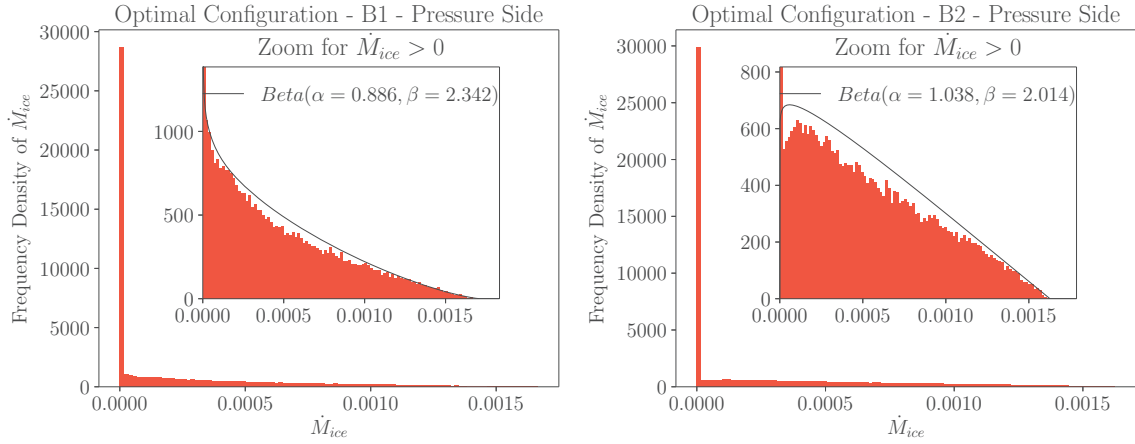 Optimal Configuration - B1 - Pressure Side
Zoom for Ṁ_ice > 0
Beta(α = 0.886, β = 2.342)
1000
500
0
0.0000 0.0005 0.0010 0.0015
30000
25000
20000
15000
10000
5000
0
0.0000 0.0005 0.0010 0.0015
Frequency Density of Ṁ_ice
Ṁ_ice
Optimal Configuration - B2 - Pressure Side
Zoom for Ṁ_ice > 0
Beta(α = 1.038, β = 2.014)
800
600
400
200
0
0.0000 0.0005 0.0010 0.0015
30000
25000
20000
15000
10000
5000
0
0.0000 0.0005 0.0010 0.0015
Frequency Density of Ṁ_ice
Ṁ_ice